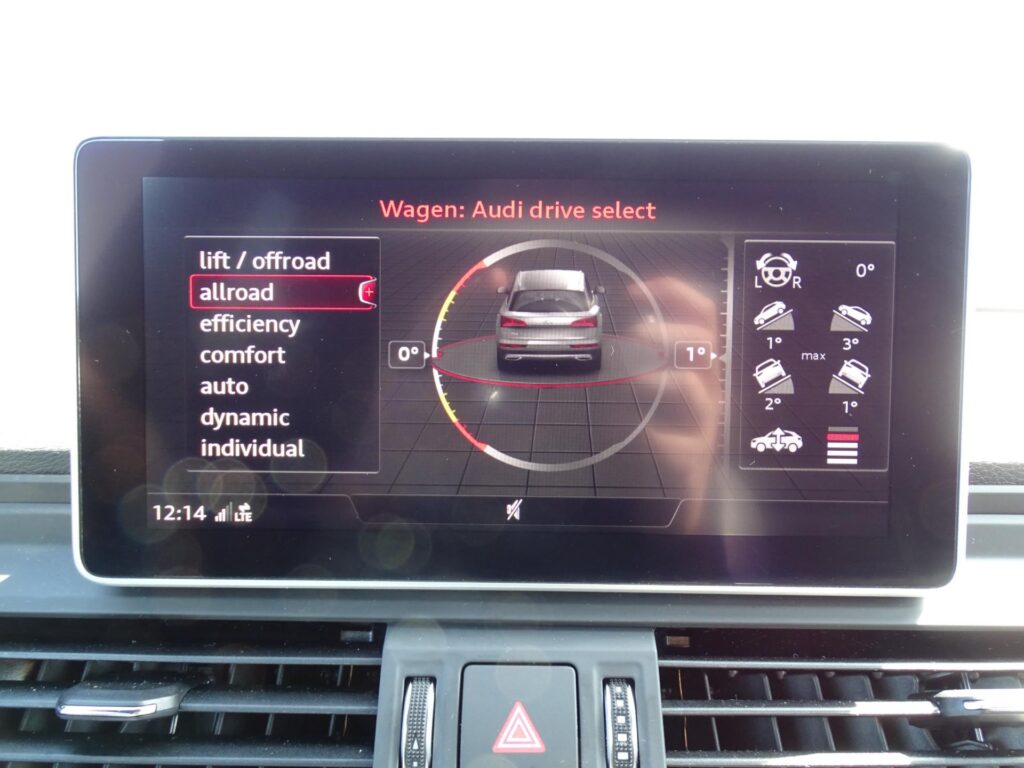 Wagen: Audi drive select
lift / offroad
allroad
efficiency
comfort
auto
dynamic
individual
0°
1°
L R 0°
1° 3°
max
2° 1°
12:14 LTE